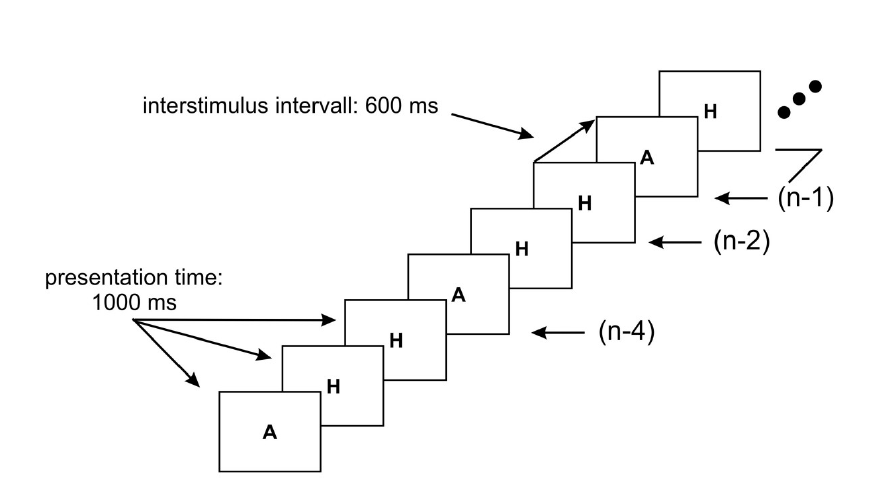 interstimulus intervall: 600 ms
H
A
(n-1)
H
(n-2)
H
presentation time:
1000 ms
A
(n-4)
H
H
A